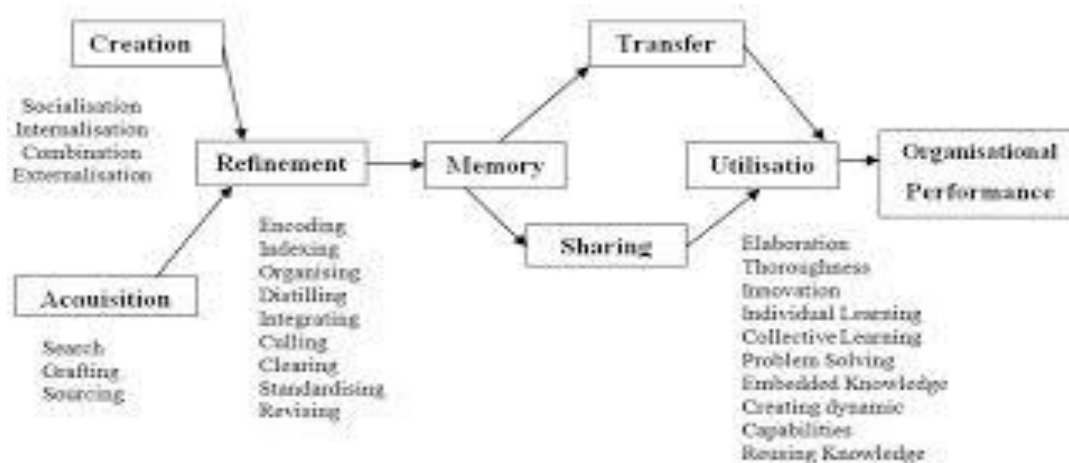 Creation
Socialisation
Internalisation
Combination
Externalisation
Acquisition
Search
Grafting
Sourcing
Refinement
Encoding
Indexing
Organising
Distilling
Integrating
Culling
Clearing
Standardising
Revising
Memory
Transfer
Sharing
Utilisatio
Elaboration
Thoroughness
Innovation
Individual Learning
Collective Learning
Problem Solving
Embedded Knowledge
Creating dynamic
Capabilities
Reusing Knowledge
Organisational
Performance